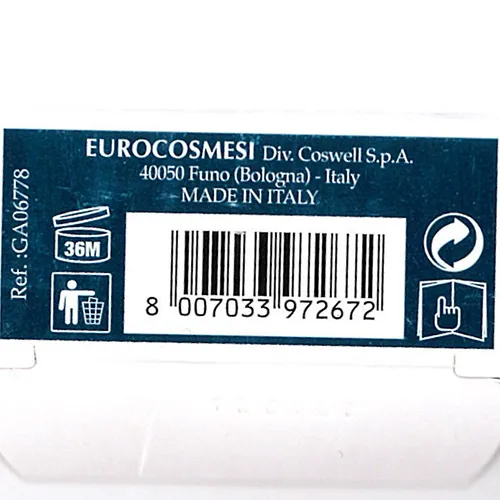 EUROCOSMESI Div. Coswell S.p.A.
40050 Funo (Bologna) - Italy
MADE IN ITALY
Ref. :GA06778
36M
8 007033 972672